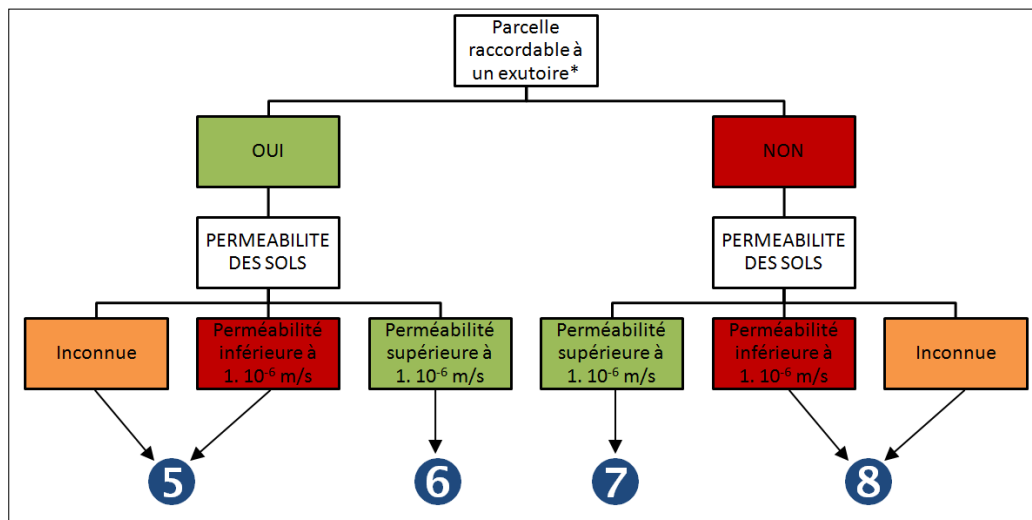 Parcelle
raccordable à
un exutoire*
OUI
NON
PERMEABILITE
DES SOLS
PERMEABILITE
DES SOLS
Inconnue
Perméabilité
inférieure à
1. 10⁻⁶ m/s
Perméabilité
supérieure à
1. 10⁻⁶ m/s
Perméabilité
supérieure à
1. 10⁻⁶ m/s
Perméabilité
inférieure à
1. 10⁻⁶ m/s
Inconnue
5
6
7
8